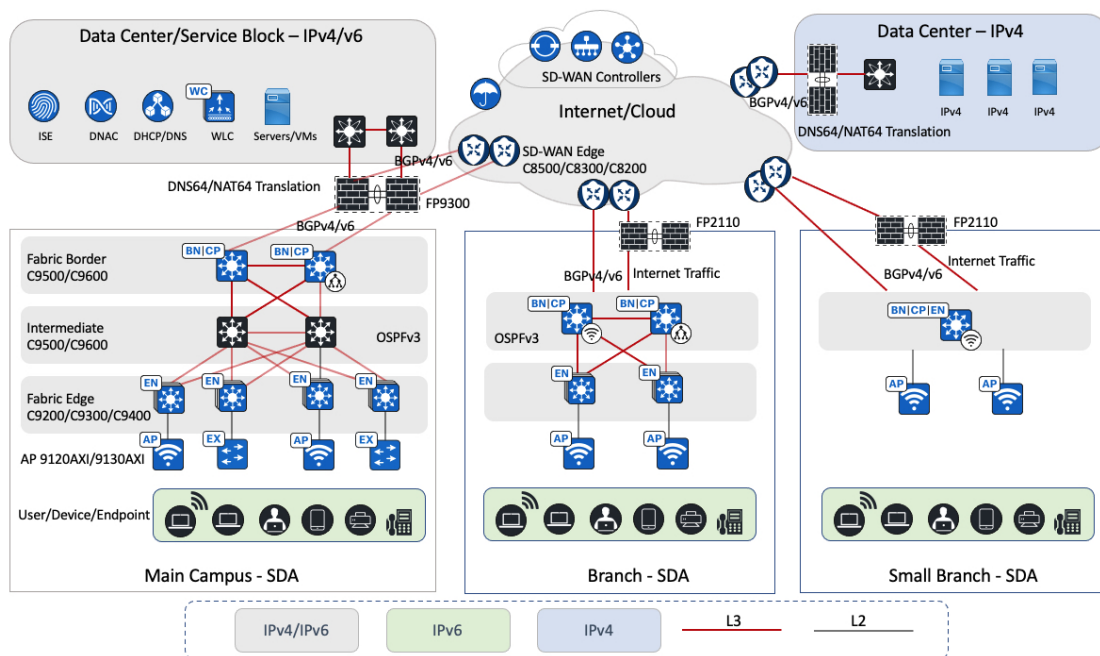 Data Center/Service Block – IPv4/v6
WC
ISE
DNAC
DHCP/DNS
WLC
Servers/VMs
BGPv4/v6
DNS64/NAT64 Translation
FP9300
BGPv4/v6
SD-WAN Controllers
Internet/Cloud
SD-WAN Edge
C8500/C8300/C8200
Data Center - IPv4
BGPv4/v6
IPv4
IPv4
IPv4
DNS64/NAT64 Translation
Fabric Border
C9500/C9600
BN|CP
BN|CP
Intermediate
C9500/C9600
OSPFv3
Fabric Edge
C9200/C9300/C9400
EN
EN
EN
EN
AP 9120AXI/9130AXI
AP
EX
AP
EX
User/Device/Endpoint
Main Campus - SDA
FP2110
BGPv4/v6
Internet Traffic
BN|CP
BN|CP
OSPFv3
EN
EN
AP
AP
Branch - SDA
FP2110
Internet Traffic
BGPv4/v6
BN|CP|EN
AP
AP
Small Branch - SDA
IPv4/IPv6
IPv6
IPv4
L3
L2